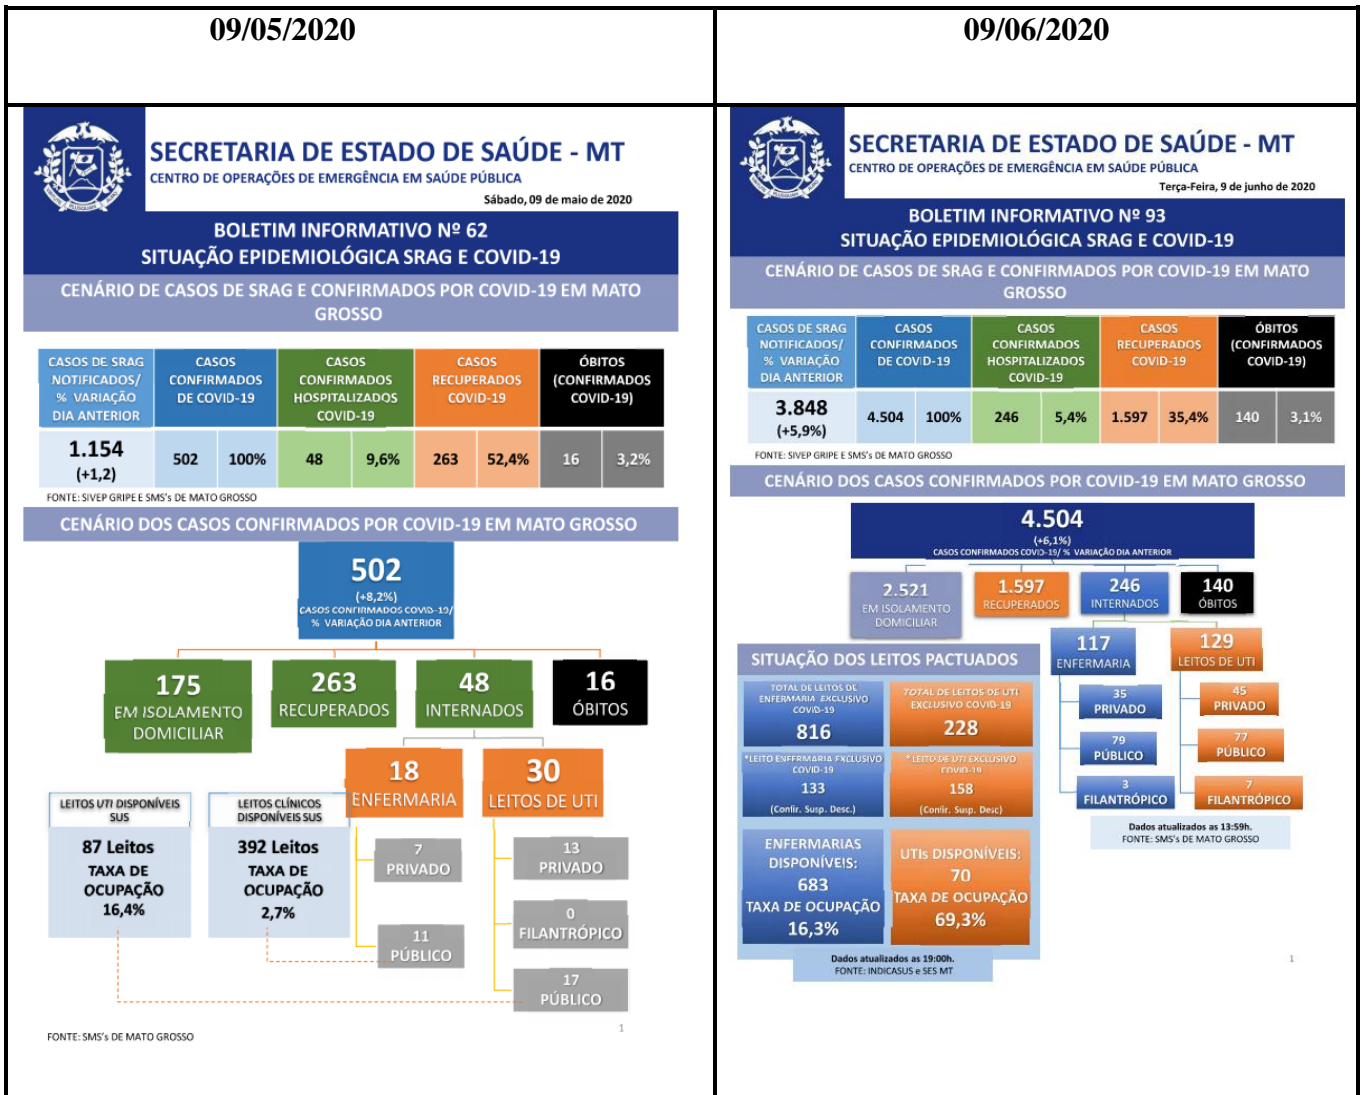 09/05/2020
SECRETARIA DE ESTADO DE SAÚDE - MT
CENTRO DE OPERAÇÕES DE EMERGÊNCIA EM SAÚDE PÚBLICA
Sábado, 09 de maio de 2020
BOLETIM INFORMATIVO Nº 62
SITUAÇÃO EPIDEMIOLÓGICA SRAG E COVID-19
CENÁRIO DE CASOS DE SRAG E CONFIRMADOS POR COVID-19 EM MATO
GROSSO
CASOS DE SRAG
NOTIFICADOS/
% VARIAÇÃO
DIA ANTERIOR
CASOS
CONFIRMADOS
DE COVID-19
CASOS
CONFIRMADOS
HOSPITALIZADOS
COVID-19
CASOS
RECUPERADOS
COVID-19
ÓBITOS
(CONFIRMADOS
COVID-19)
1.154
(+1,2)
502 100% 48 9,6% 263 52,4% 16 3,2%
FONTE: SIVEP GRIPE E SMS's DE MATO GROSSO
CENÁRIO DOS CASOS CONFIRMADOS POR COVID-19 EM MATO GROSSO
502
(+8,2%)
CASOS CONFIRMADOS COVID-19/
% VARIAÇÃO DIA ANTERIOR
175
EM ISOLAMENTO
DOMICILIAR
263
RECUPERADOS
48
INTERNADOS
16
ÓBITOS
18
ENFERMARIA
30
LEITOS DE UTI
LEITOS UTI DISPONÍVEIS
SUS
87 Leitos
TAXA DE
OCUPAÇÃO
16,4%
LEITOS CLÍNICOS
DISPONÍVEIS SUS
392 Leitos
TAXA DE
OCUPAÇÃO
2,7%
7
PRIVADO
11
PÚBLICO
13
PRIVADO
0
FILANTRÓPICO
17
PÚBLICO
1
FONTE: SMS's DE MATO GROSSO
09/06/2020
SECRETARIA DE ESTADO DE SAÚDE - MT
CENTRO DE OPERAÇÕES DE EMERGÊNCIA EM SAÚDE PÚBLICA
Terça-Feira, 9 de junho de 2020
BOLETIM INFORMATIVO Nº 93
SITUAÇÃO EPIDEMIOLÓGICA SRAG E COVID-19
CENÁRIO DE CASOS DE SRAG E CONFIRMADOS POR COVID-19 EM MATO
GROSSO
CASOS DE SRAG
NOTIFICADOS/
% VARIAÇÃO
DIA ANTERIOR
CASOS
CONFIRMADOS
DE COVID-19
CASOS
CONFIRMADOS
HOSPITALIZADOS
COVID-19
CASOS
RECUPERADOS
COVID-19
ÓBITOS
(CONFIRMADOS
COVID-19)
3.848
(+5,9%)
4.504 100% 246 5,4% 1.597 35,4% 140 3,1%
FONTE: SIVEP GRIPE E SMS's DE MATO GROSSO
CENÁRIO DOS CASOS CONFIRMADOS POR COVID-19 EM MATO GROSSO
4.504
(+6,1%)
CASOS CONFIRMADOS COVID-19/ % VARIAÇÃO DIA ANTERIOR
2.521
EM ISOLAMENTO
DOMICILIAR
1.597
RECUPERADOS
246
INTERNADOS
140
ÓBITOS
117
ENFERMARIA
129
LEITOS DE UTI
35
PRIVADO
79
PÚBLICO
3
FILANTRÓPICO
45
PRIVADO
77
PÚBLICO
7
FILANTRÓPICO
Dados atualizados as 13:59h.
FONTE: SMS's DE MATO GROSSO
SITUAÇÃO DOS LEITOS PACTUADOS
TOTAL DE LEITOS DE
ENFERMARIA EXCLUSIVO
COVID-19
816
TOTAL DE LEITOS DE UTI
EXCLUSIVO COVID-19
228
*LEITO ENFERMARIA EXCLUSIVO
COVID-19
133
(Confir. Susp. Desc.)
*LEITO DE UTI EXCLUSIVO
COVID-19
158
(Confir. Susp. Desc)
ENFERMARIAS
DISPONÍVEIS:
683
TAXA DE OCUPAÇÃO
16,3%
UTIs DISPONÍVEIS:
70
TAXA DE OCUPAÇÃO
69,3%
Dados atualizados as 19:00h.
FONTE: INDICASUS e SES MT
1